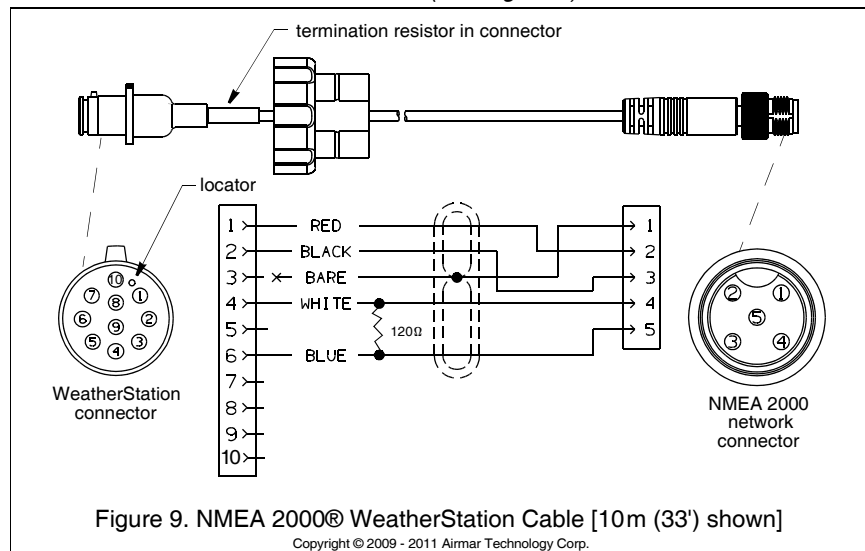 termination resistor in connector
locator
1 RED 1
2 BLACK 2
3 BARE 3
4 WHITE 4
5 120Ω 5
6 BLUE
7
8
9
10
10
7 8 1
6 9 2
5 4 3
WeatherStation
connector
2 1
5
3 4
NMEA 2000
network
connector
Figure 9. NMEA 2000® WeatherStation Cable [10m (33') shown]
Copyright © 2009 - 2011 Airmar Technology Corp.